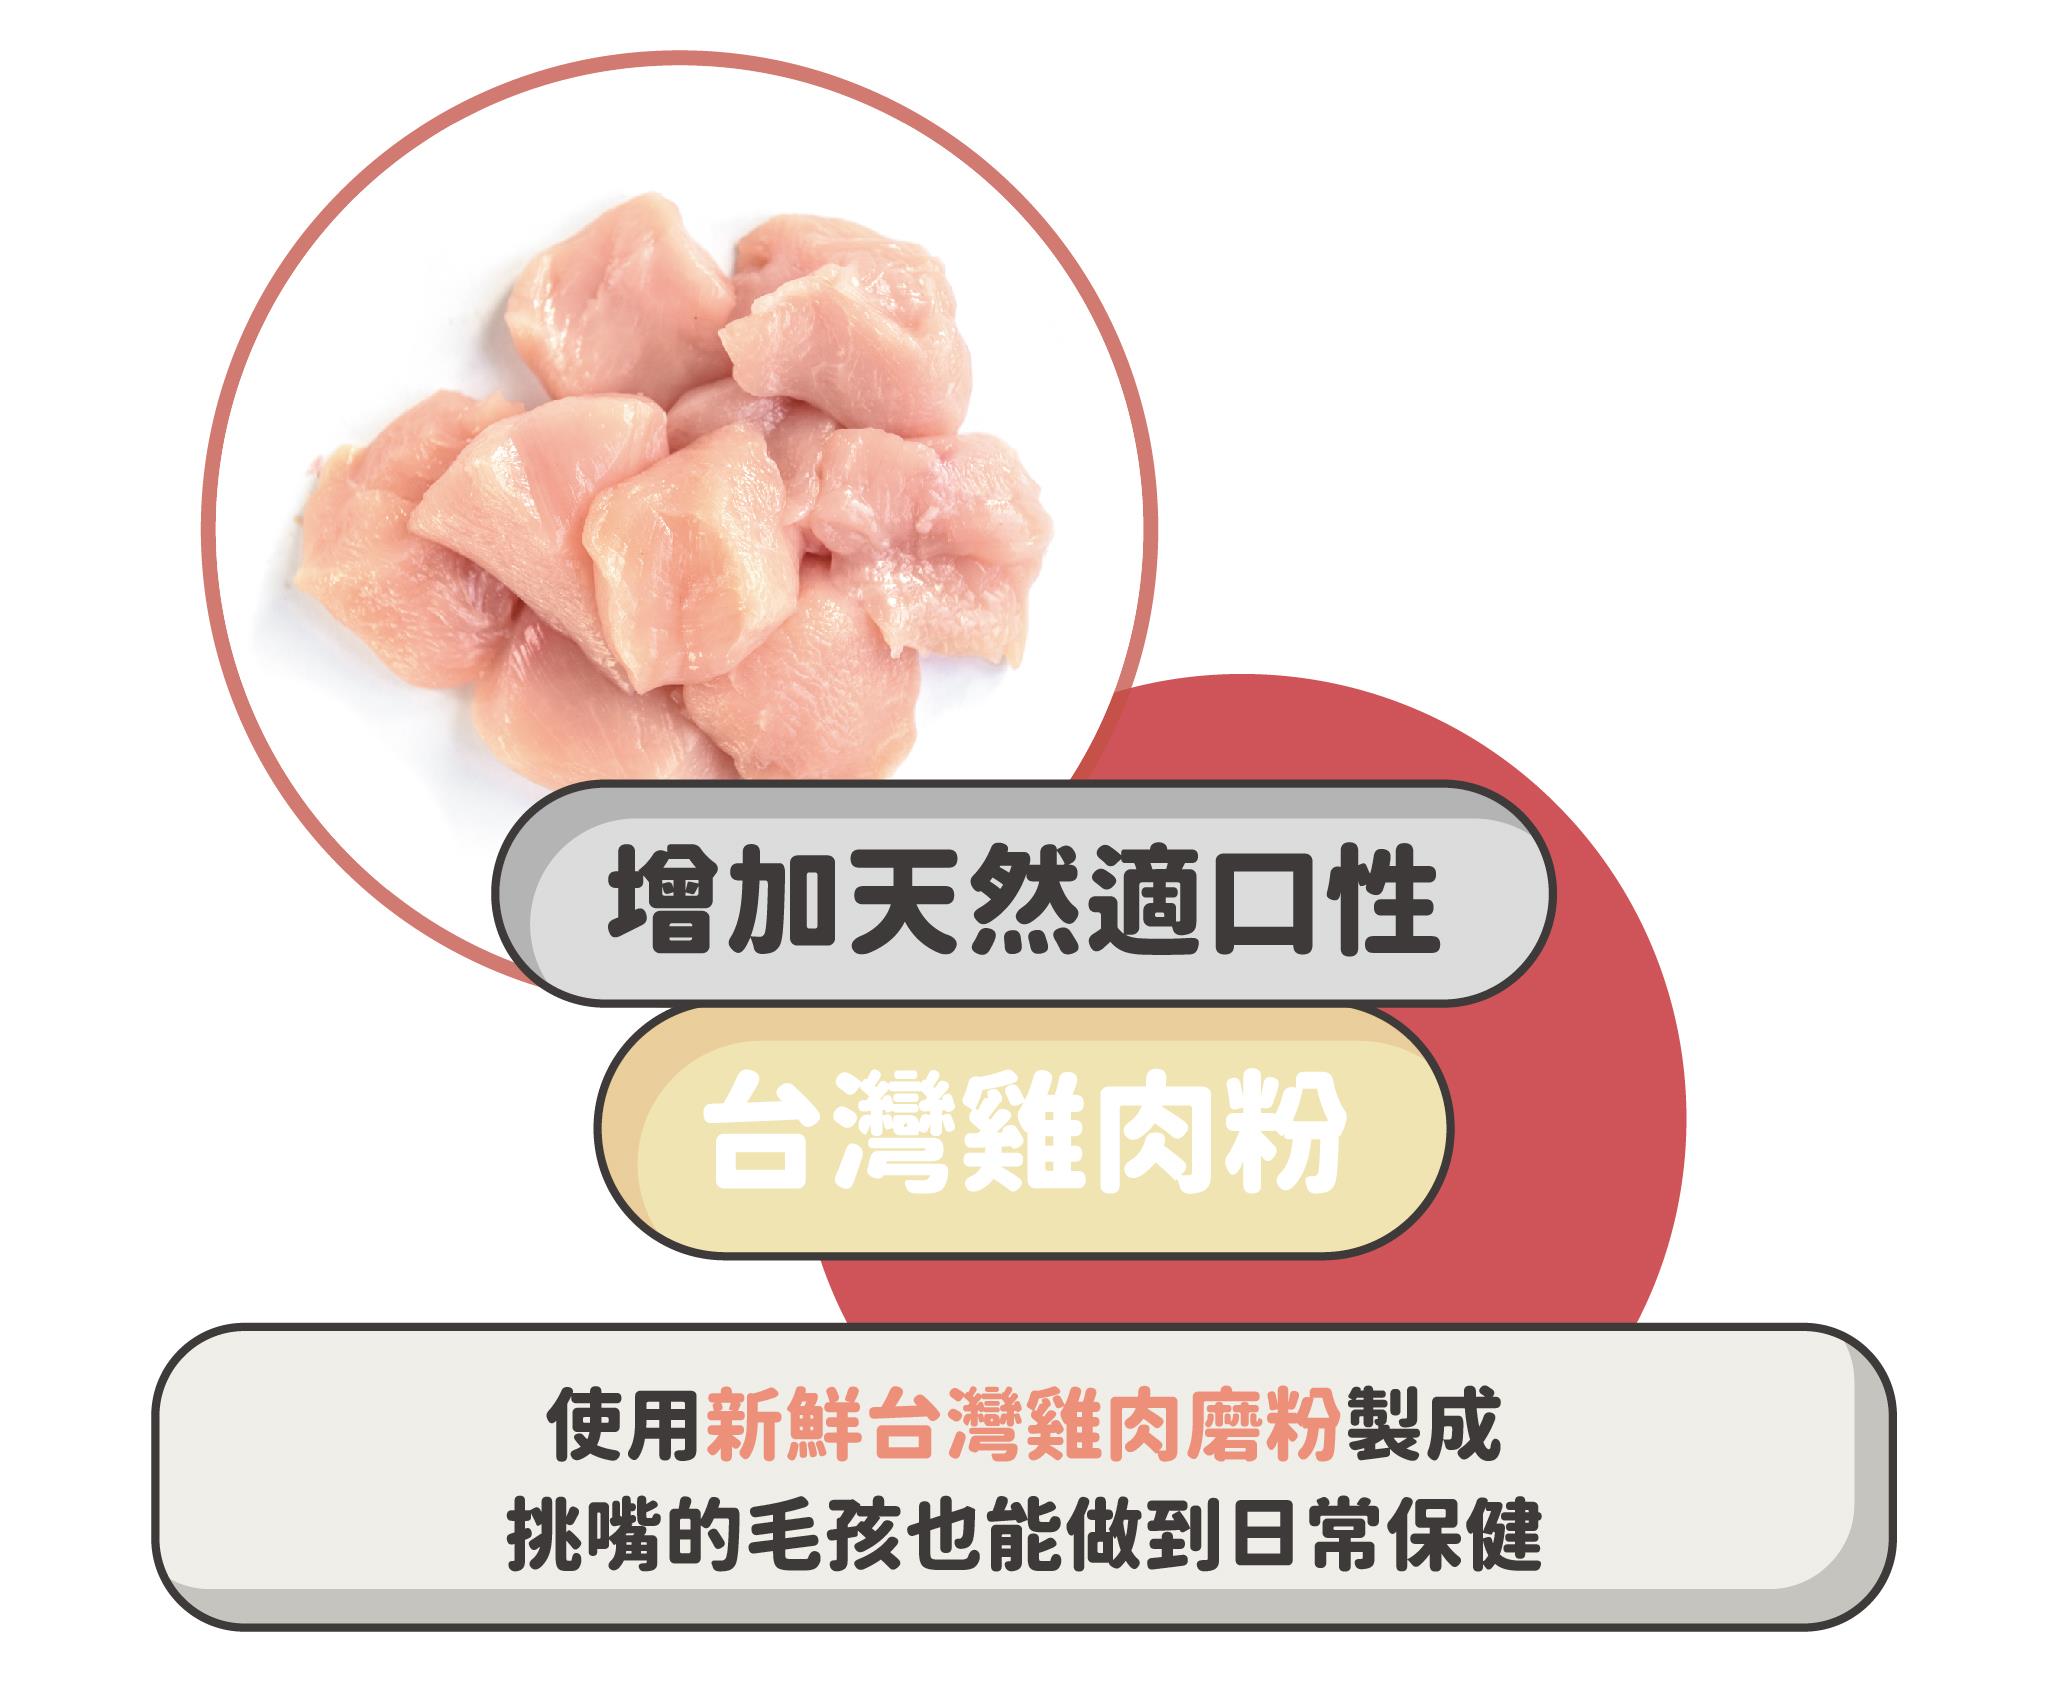 增加天然適口性
台灣雞肉粉
使用新鮮台灣雞肉磨粉製成
挑嘴的毛孩也能做到日常保健